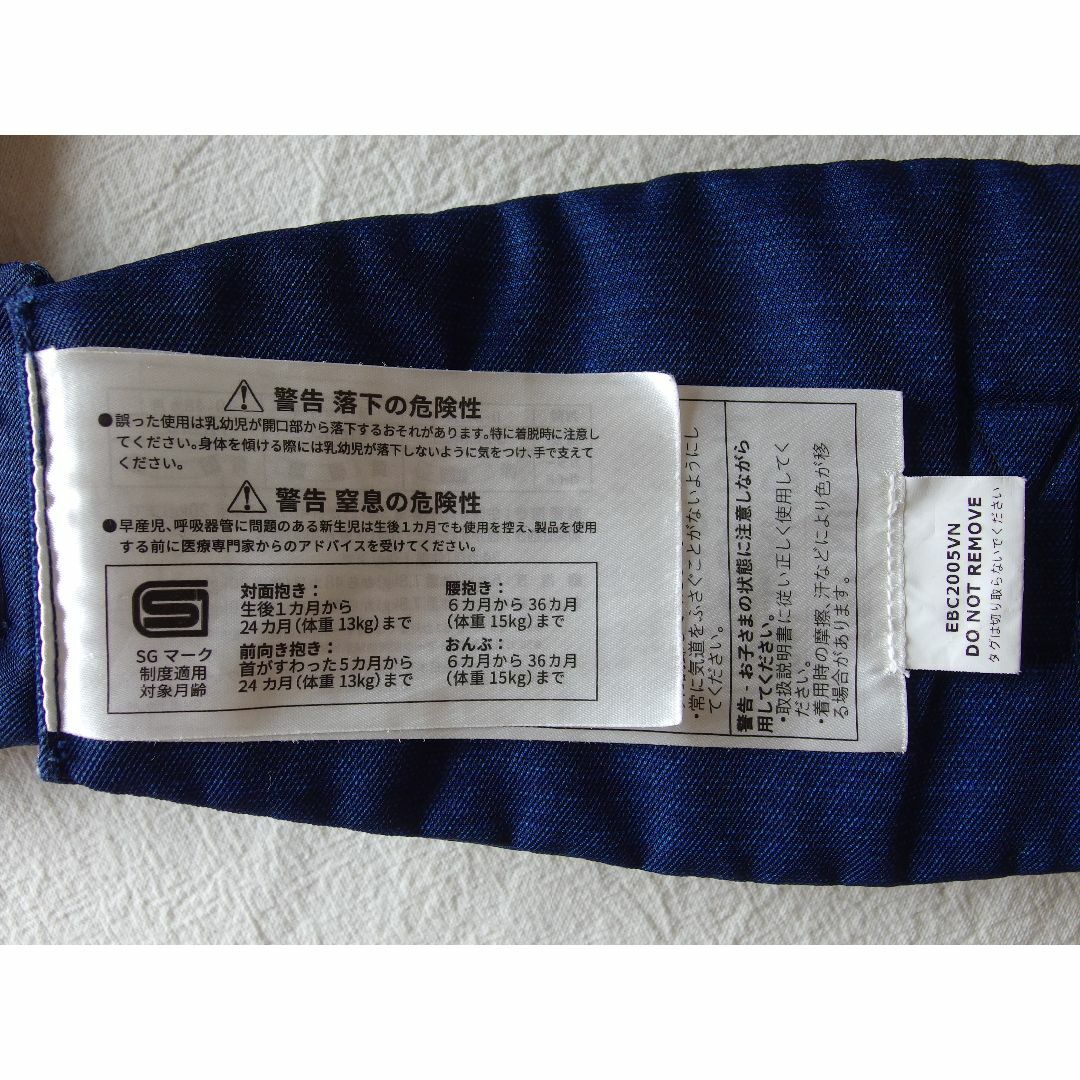 警告 落下の危険性
●誤った使用は乳幼児が開口部から落下するおそれがあります。特に着脱時に注意し
てください。身体を傾ける際には乳幼児が落下しないように気をつけ、手で支えて
ください。
警告 窒息の危険性
●早産児、呼吸器管に問題のある新生児は生後1カ月でも使用を控え、製品を使用
する前に医療専門家からのアドバイスを受けてください。
SG マーク
制度適用
対象月齢
対面抱き：
生後1カ月から
24カ月（体重13kg）まで
前向き抱き：
首がすわった5カ月から
24カ月（体重13kg）まで
腰抱き：
6カ月から36カ月
（体重15kg）まで
おんぶ：
6カ月から36カ月
（体重15kg）まで
・常に気道をふさぐことがないようにし
てください。
警告 - お子さまの状態に注意しながら
用してください。
・取扱説明書に従い正しく使用してく
ださい。
・着用時の摩擦、汗などにより色が移
る場合があります。
EBC2005VN
DO NOT REMOVE
タグは切り取らないでください